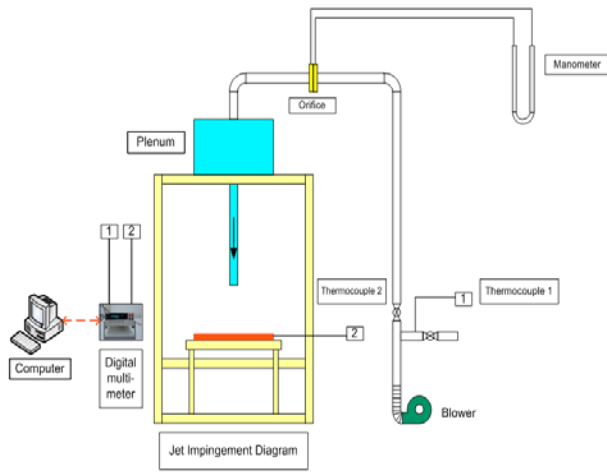 Manometer
Orifice
Plenum
1
2
Thermocouple 2
1
Thermocouple 1
2
Computer
Digital
multi-
meter
Blower
Jet Impingement Diagram